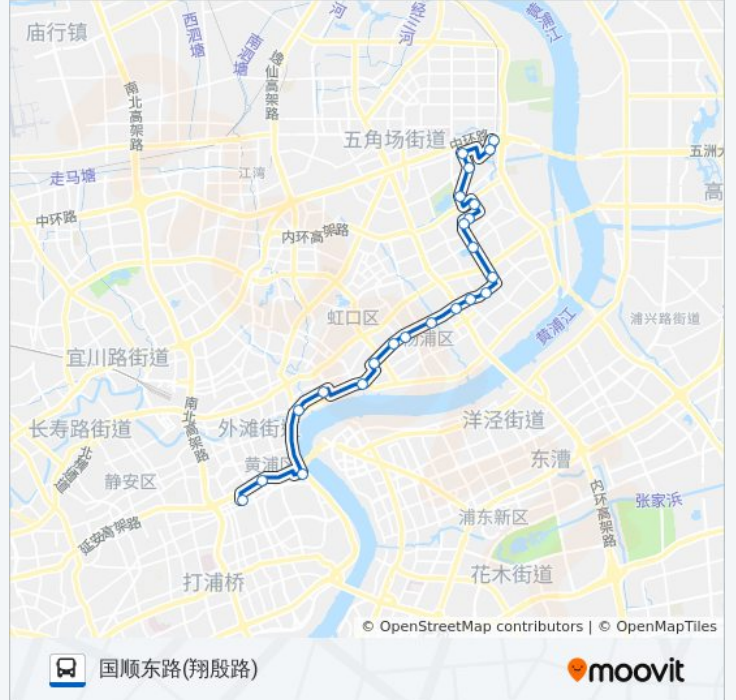 庙行镇
西泗塘
南泗塘
逸仙高架路
河
经三河
黄浦江
南北高架路
五角场街道
中环路
五洲大
江湾
走马塘
高
中环路
内环高架路
虹口区
杨浦区
黄浦江
浦兴路街道
宜川路街道
南北高架路
长寿路街道
外滩街
洋泾街道
黄浦区
东漕
静安区
内环高架路
张家浜
延安高架路
浦东新区
打浦桥
花木街道
© OpenStreetMap contributors | © OpenMapTiles
国顺东路(翔殷路)
moovit